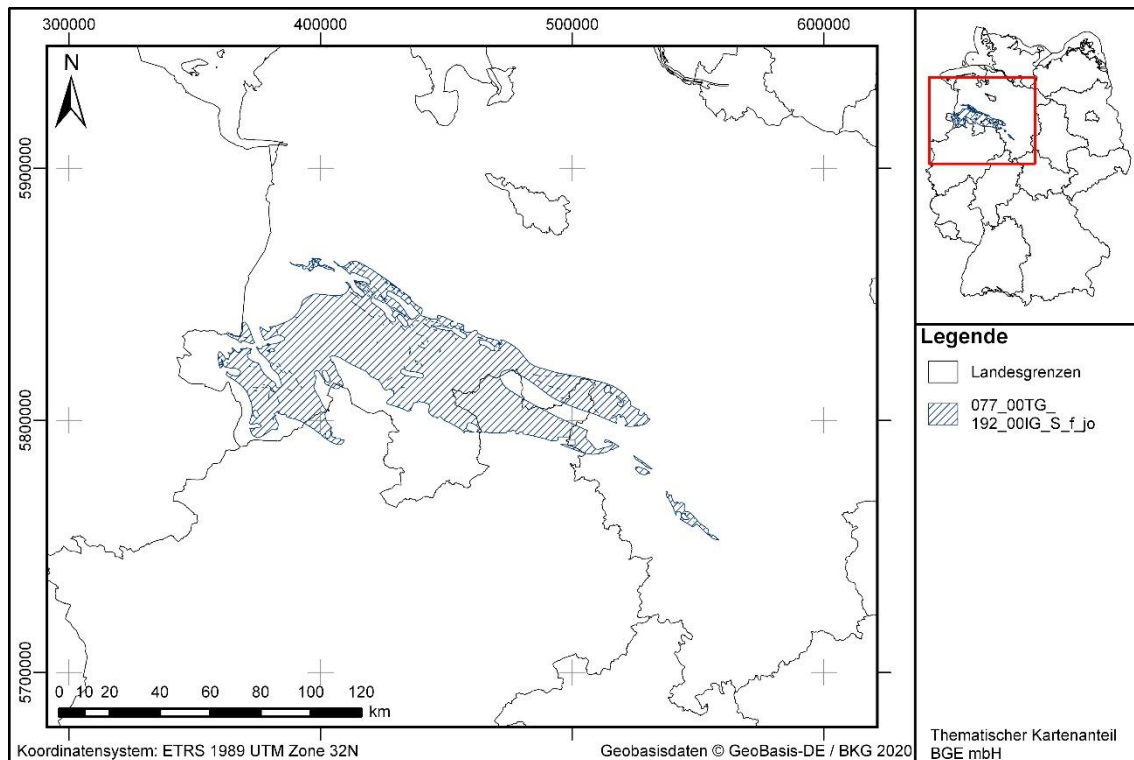 300000
400000
500000
600000
N
5900000
5800000
5700000
0 10 20 40 60 80 100 120
km
Koordinatensystem: ETRS 1989 UTM Zone 32N
Geobasisdaten © GeoBasis-DE / BKG 2020
Legende
Landesgrenzen
077_00TG_
192_00IG_S_f_jo
Thematischer Kartenanteil
BGE mbH